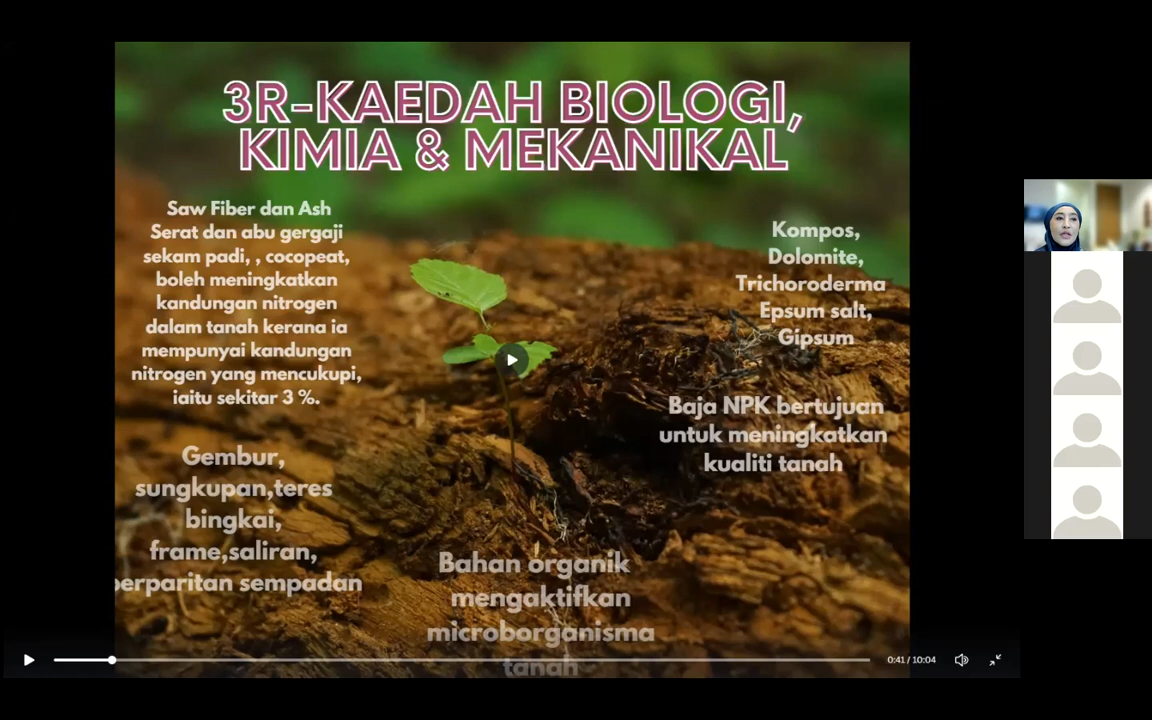 3R-KAEDAH BIOLOGI,
KIMIA & MEKANIKAL
Saw Fiber dan Ash
Serat dan abu gergaji
sekam padi, , cocopeat,
boleh meningkatkan
kandungan nitrogen
dalam tanah kerana ia
mempunyai kandungan
nitrogen yang mencukupi,
iaitu sekitar 3 %.
Gembur,
sungkupan,teres
bingkai,
frame,saliran,
perparitan sempadan
Kompos,
Dolomite,
Trichoroderma
Epsum salt,
Gipsum
Baja NPK bertujuan
untuk meningkatkan
kualiti tanah
Bahan organik
mengaktifkan
microborganisma
tanah
0:41 / 10:04